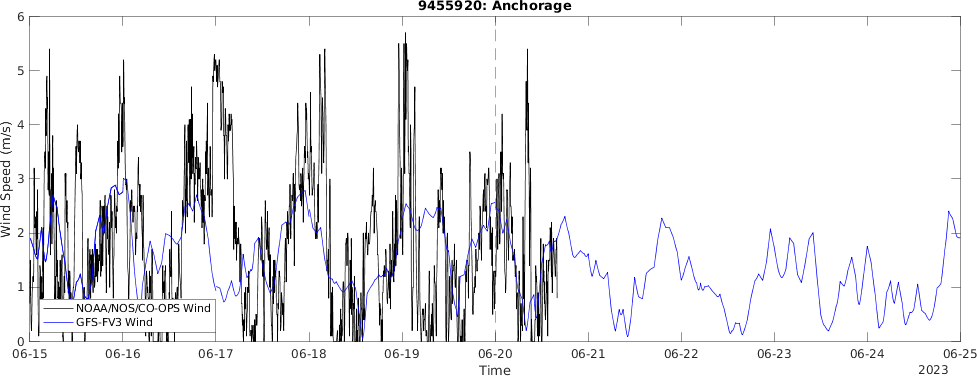 9455920: Anchorage
6
5
4
3
2
1
0
Wind Speed (m/s)
NOAA/NOS/CO-OPS Wind
GFS-FV3 Wind
06-15 06-16 06-17 06-18 06-19 06-20 06-21 06-22 06-23 06-24 06-25
Time
2023